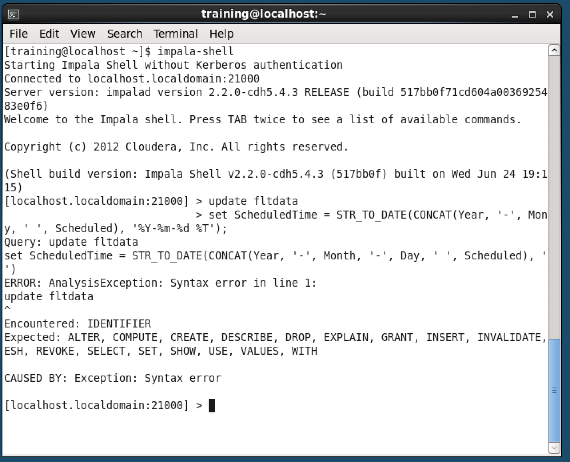 training@localhost:~
File Edit View Search Terminal Help
[training@localhost ~]$ impala-shell
Starting Impala Shell without Kerberos authentication
Connected to localhost.localdomain:21000
Server version: impalad version 2.2.0-cdh5.4.3 RELEASE (build 517bb0f71cd604a00369254
83e0f6)
Welcome to the Impala shell. Press TAB twice to see a list of available commands.
Copyright (c) 2012 Cloudera, Inc. All rights reserved.
(Shell build version: Impala Shell v2.2.0-cdh5.4.3 (517bb0f) built on Wed Jun 24 19:1
15)
[localhost.localdomain:21000] > update fltdata
> set ScheduledTime = STR_TO_DATE(CONCAT(Year, '-', Mon
y, ' ', Scheduled), '%Y-%m-%d %T');
Query: update fltdata
set ScheduledTime = STR_TO_DATE(CONCAT(Year, '-', Month, '-', Day, ' ', Scheduled), '
')
ERROR: AnalysisException: Syntax error in line 1:
update fltdata
^
Encountered: IDENTIFIER
Expected: ALTER, COMPUTE, CREATE, DESCRIBE, DROP, EXPLAIN, GRANT, INSERT, INVALIDATE,
ESH, REVOKE, SELECT, SET, SHOW, USE, VALUES, WITH
CAUSED BY: Exception: Syntax error
[localhost.localdomain:21000] >